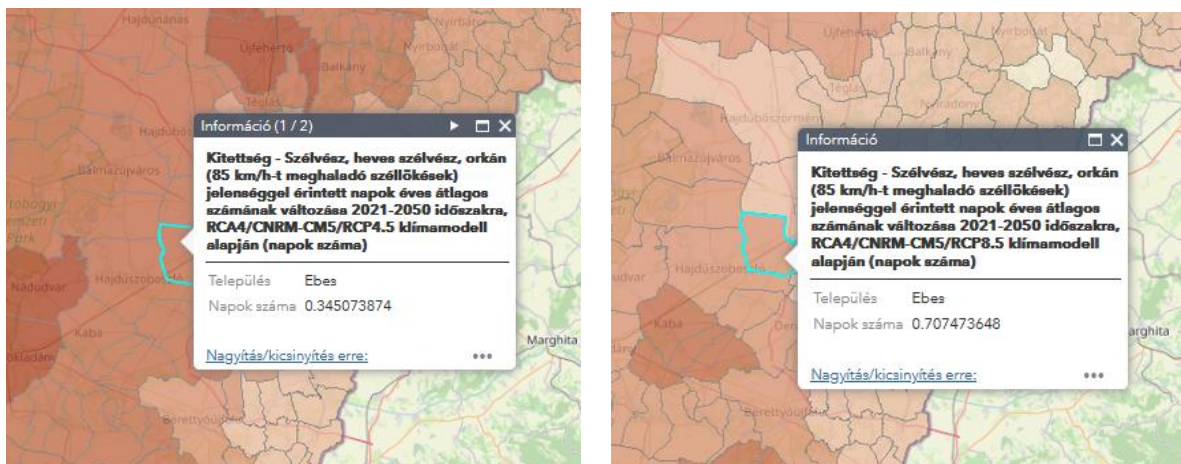 Hajdúnánás
Nyírbátor
Újfehértó
Nyírbogát
Balkány
Téglás
Balmazújváros
Nádudvar
Hajdúszoboszló
Kaba
Berettyóújfalu
Marghita
Információ (1 / 2)
Kitettség - Szélvész, heves szélvész, orkán
(85 km/h-t meghaladó széllökések)
jelenséggel érintett napok éves átlagos
számának változása 2021-2050 időszakra,
RCA4/CNRM-CM5/RCP4.5 klímamodell
alapján (napok száma)
Település Ebes
Napok száma 0.345073874
Nagyítás/kicsinyítés erre:
Újfehértó
Nyírbogát
Balkány
Téglás
Nyíradony
Hajdúböszörmény
Balmazújváros
Hajdúszoboszló
Kaba
Információ
Kitettség - Szélvész, heves szélvész, orkán
(85 km/h-t meghaladó széllökések)
jelenséggel érintett napok éves átlagos
számának változása 2021-2050 időszakra,
RCA4/CNRM-CM5/RCP8.5 klímamodell
alapján (napok száma)
Település Ebes
Napok száma 0.707473648
Nagyítás/kicsinyítés erre: